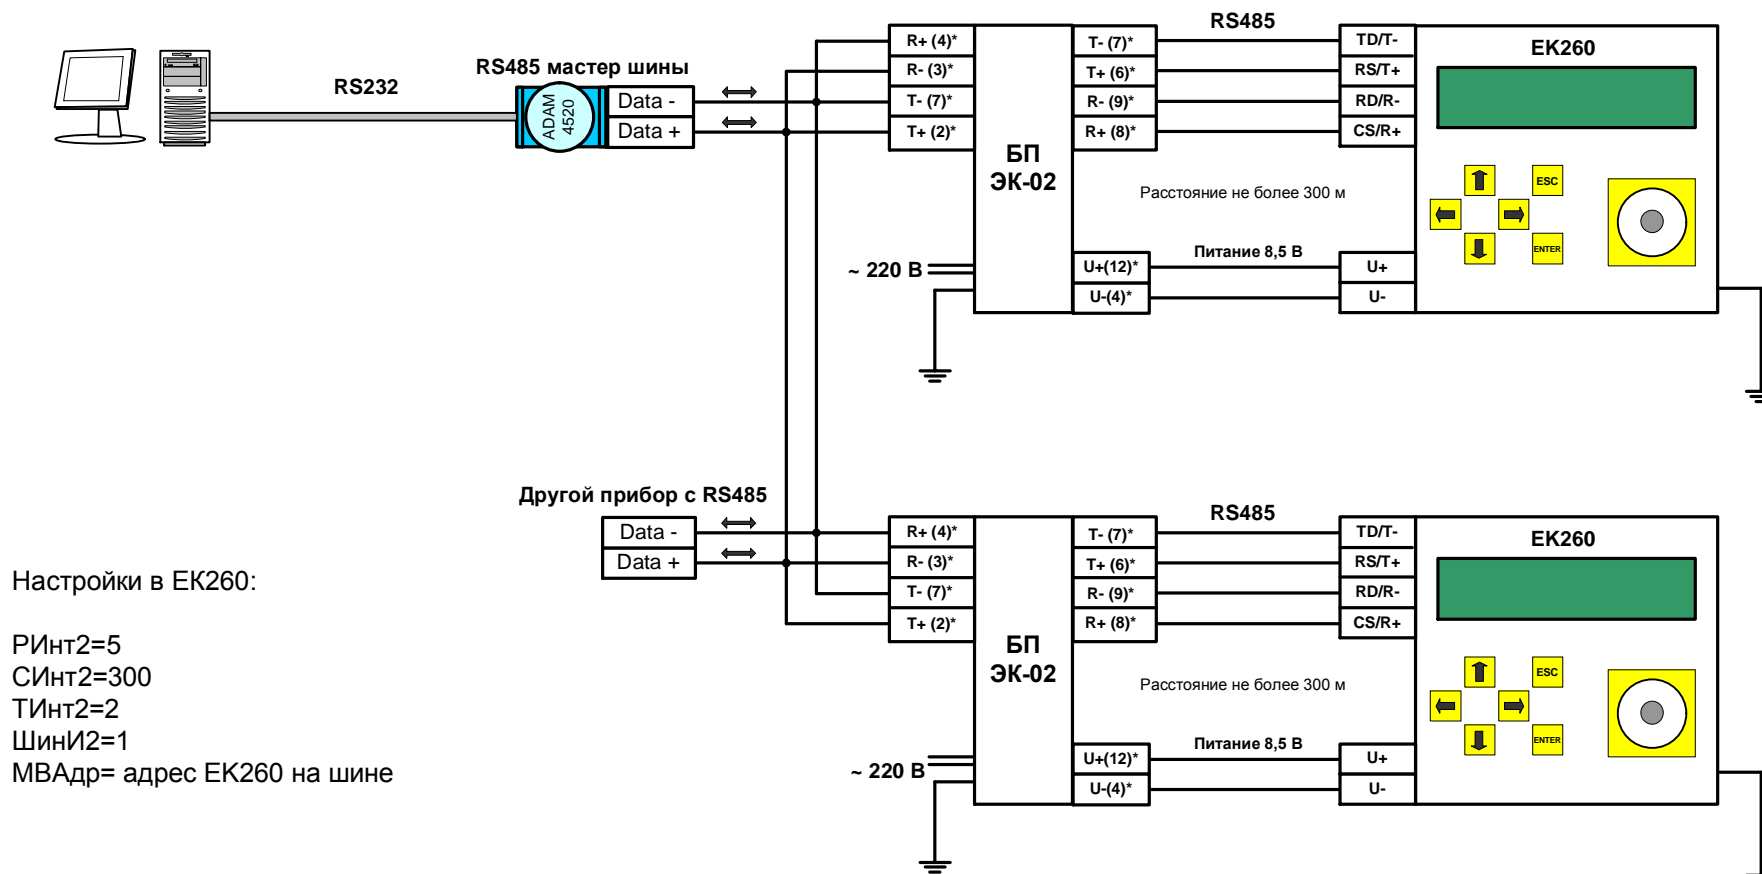 RS232
RS485 мастер шины
ADAM
4520
Data -
Data +
R+ (4)*
R- (3)*
T- (7)*
T+ (2)*
БП
ЭК-02
~ 220 В
T- (7)*
T+ (6)*
R- (9)*
R+ (8)*
U+(12)*
U-(4)*
RS485
Расстояние не более 300 м
Питание 8,5 В
TD/T-
RS/T+
RD/R-
CS/R+
U+
U-
EK260
ESC
ENTER
Другой прибор с RS485
Data -
Data +
R+ (4)*
R- (3)*
T- (7)*
T+ (2)*
БП
ЭК-02
~ 220 В
T- (7)*
T+ (6)*
R- (9)*
R+ (8)*
U+(12)*
U-(4)*
RS485
Расстояние не более 300 м
Питание 8,5 В
TD/T-
RS/T+
RD/R-
CS/R+
U+
U-
EK260
ESC
ENTER
Настройки в ЕК260:
РИнт2=5
СИнт2=300
ТИнт2=2
ШинИ2=1
МВАдр= адрес ЕК260 на шине